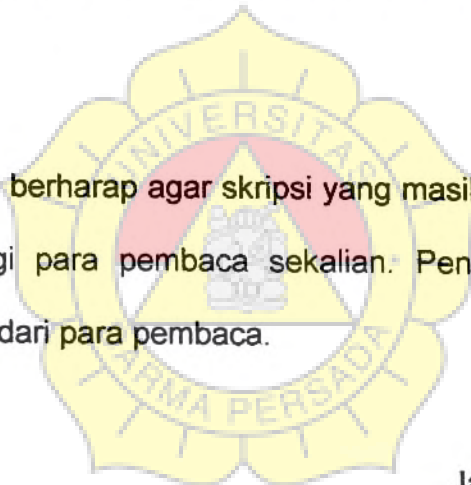 UNIVERSITAS
berharap agar skripsi yang masi
gi para pembaca sekalian. Pen
dari para pembaca.
DARMA PERSADA